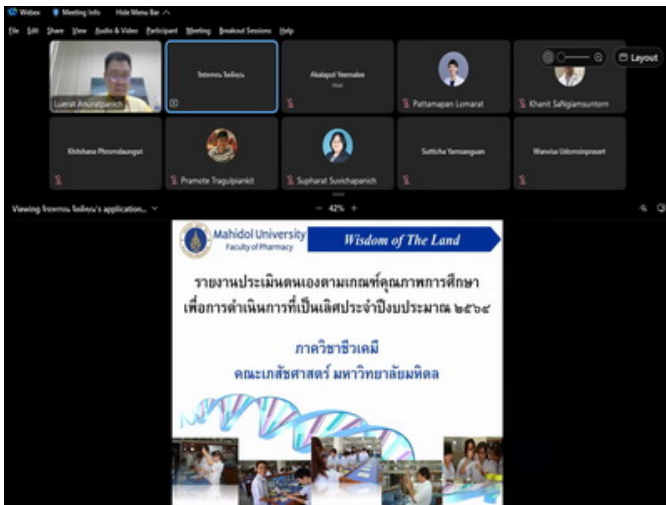 Webex Meeting Info Hide Menu Bar
File Edit Share View Audio & Video Participant Meeting Breakout Sessions Help
Layout
Luerat Anuratpanich
Akalapol Yeemalee
Host
Pattamapan Lomarat
Khanit SaNgiamsuntorn
Khitshana Phromdaungsri
Pramote Tragulpiankit
Supharat Suvichapanich
Sutticha Yamsanguan
Wanvisa Udomsinprasert
Viewing application...
42%
Mahidol University
Faculty of Pharmacy
Wisdom of The Land
รายงานประเมินตนเองตามเกณฑ์คุณภาพการศึกษา
เพื่อการดำเนินการที่เป็นเลิศประจำปีงบประมาณ ๒๕๖๔
ภาควิชาชีวเคมี
คณะเภสัชศาสตร์ มหาวิทยาลัยมหิดล